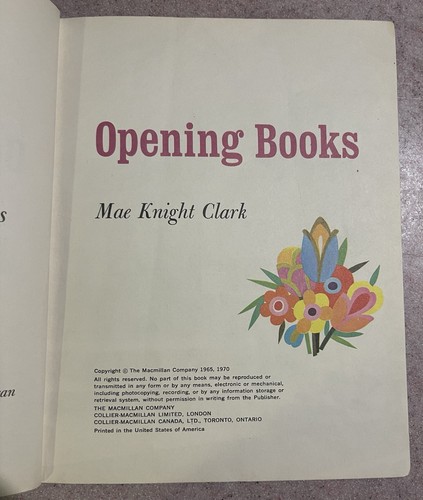 Opening Books
Mae Knight Clark
Copyright © The Macmillan Company 1965, 1970
All rights reserved. No part of this book may be reproduced or
transmitted in any form or by any means, electronic or mechanical,
including photocopying, recording, or by any information storage or
retrieval system, without permission in writing from the Publisher.
THE MACMILLAN COMPANY
COLLIER-MACMILLAN LIMITED, LONDON
COLLIER-MACMILLAN CANADA, LTD., TORONTO, ONTARIO
Printed in the United States of America